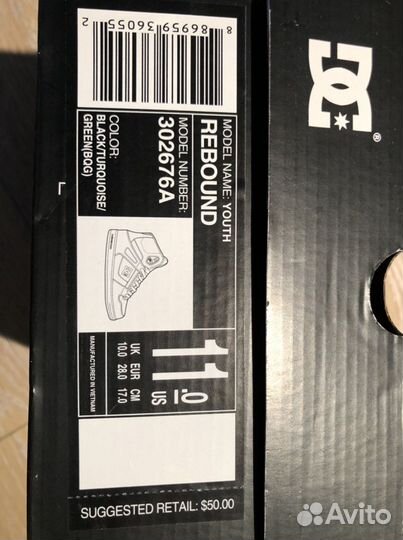 8 86959 36055 2
MODEL NAME: YOUTH
REBOUND
MODEL NUMBER:
302676A
COLOR:
BLACK/TURQUOISE/
GREEN(BQG)
11.0
US
UK EUR CM
10.0 28.0 17.0
MANUFACTURED IN VIETNAM
SUGGESTED RETAIL: $50.00
DC
®
Avito